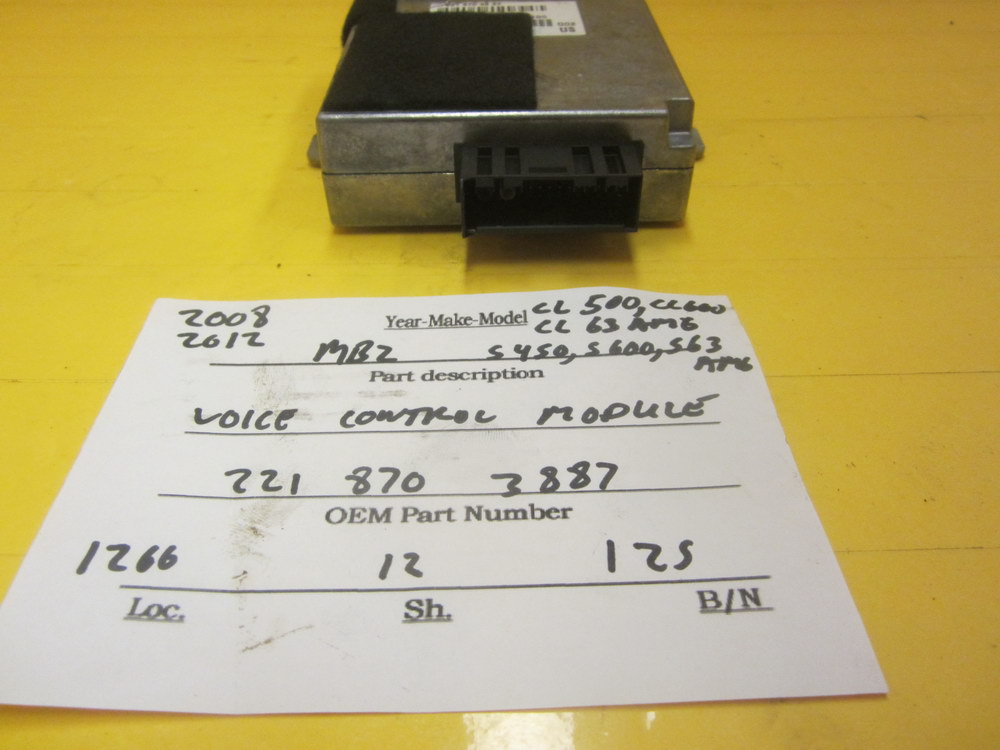 SN
2008 Year-Make-Model CL 500, CL600
2012 CL 63 AMG
MBZ S450, S600, S63
AMG
Part description
VOICE CONTROL MODULE
221 870 3887
OEM Part Number
1266 12 125
Loc. Sh. B/N